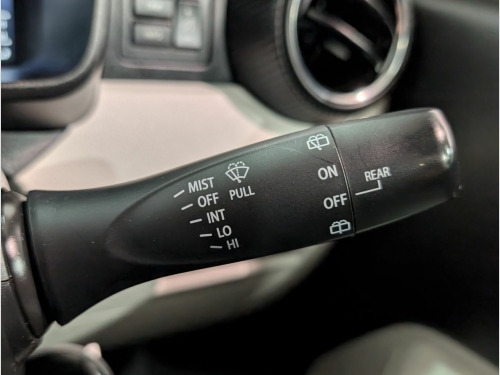 MIST
OFF
INT
LO
HI
PULL
ON
OFF
REAR